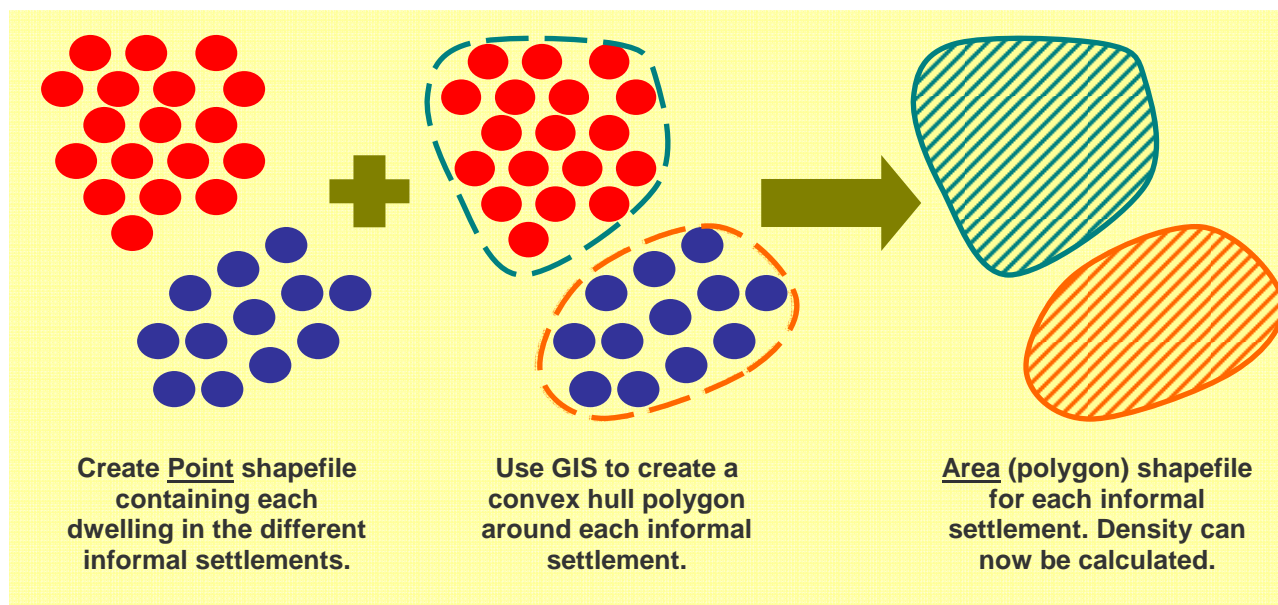 Create Point shapefile
containing each
dwelling in the different
informal settlements.
Use GIS to create a
convex hull polygon
around each informal
settlement.
Area (polygon) shapefile
for each informal
settlement. Density can
now be calculated.